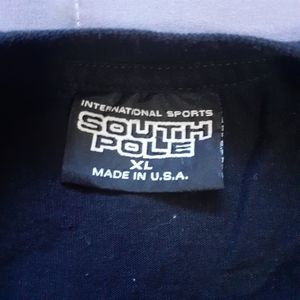 INTERNATIONAL SPORTS
SOUTH
POLE
XL
MADE IN U.S.A.